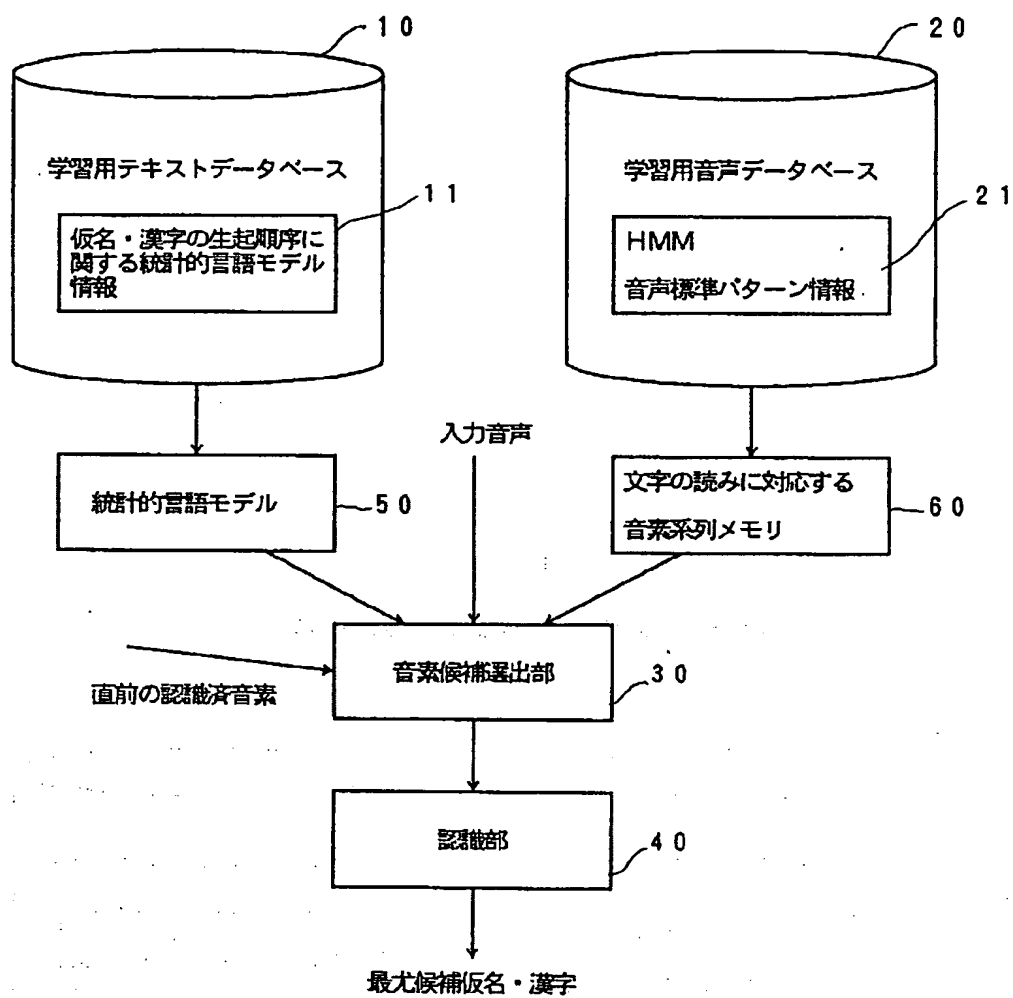 10
20
学習用テキストデータベース
11
仮名・漢字の生起順序に
関する統計的言語モデル
情報
学習用音声データベース
21
HMM
音声標準パターン情報
入力音声
統計的言語モデル
50
文字の読みに対応する
音素系列メモリ
60
音素候補選出部
30
直前の認識済音素
認識部
40
最尤候補仮名・漢字